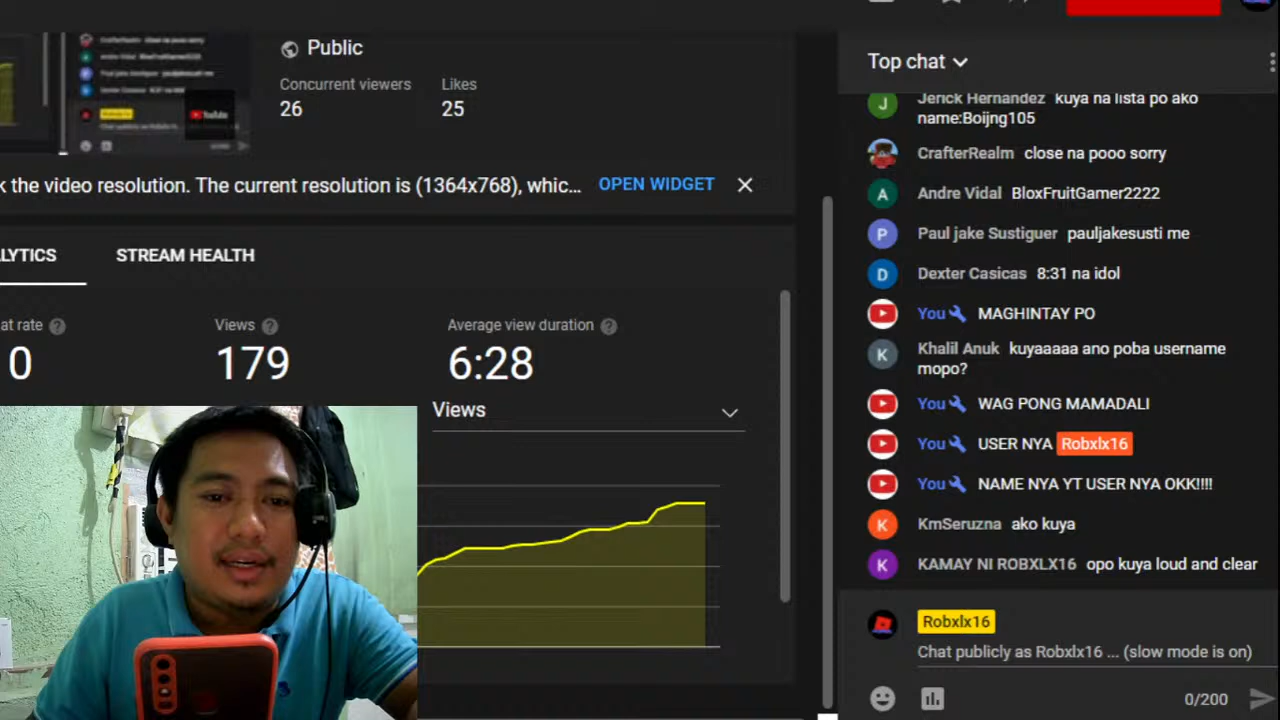 Public
Concurrent viewers
Likes
26
25
YouTube
k the video resolution. The current resolution is (1364x768), whic...
OPEN WIDGET
LYTICS
STREAM HEALTH
at rate
Views
Average view duration
0
179
6:28
Views
Top chat
Jerick Hernandez kuya na lista po ako
name:Boijng105
CrafterRealm close na pooo sorry
Andre Vidal BloxFruitGamer2222
Paul jake Sustiguer pauljakesusti me
Dexter Casicas 8:31 na idol
You MAGHINTAY PO
Khalil Anuk kuyaaaaa ano poba username
mopo?
You WAG PONG MAMADALI
You USER NYA Robxlx16
You NAME NYA YT USER NYA OKK!!!!
KmSeruzna ako kuya
KAMAY NI ROBXLX16 opo kuya loud and clear
Robxlx16
Chat publicly as Robxlx16 ... (slow mode is on)
0/200